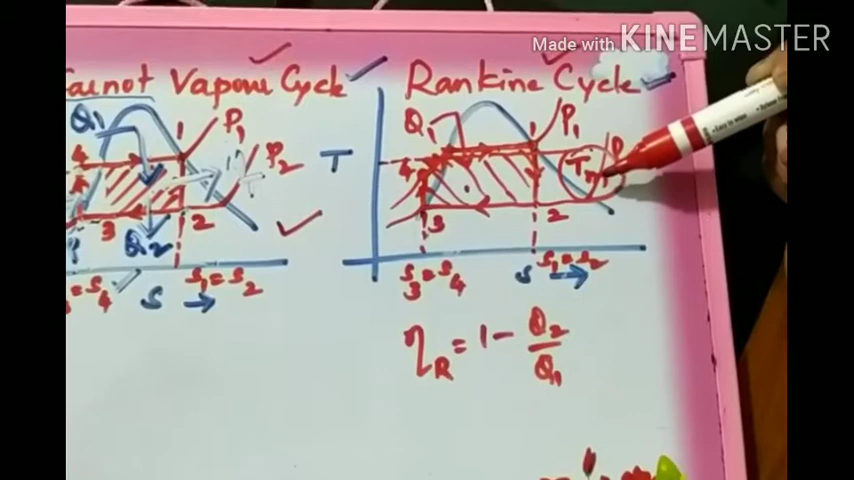 Made with KINEMASTER
Carnot Vapour Cycle
Rankine Cycle
Q1
1
P1
P2
4
3
Q2
2
S4
S
S1=S2
T
Q1
1
P1
4
Tm
P
3
2
S3=S4
S
S1=S2
ηR = 1 - Q2/Q1